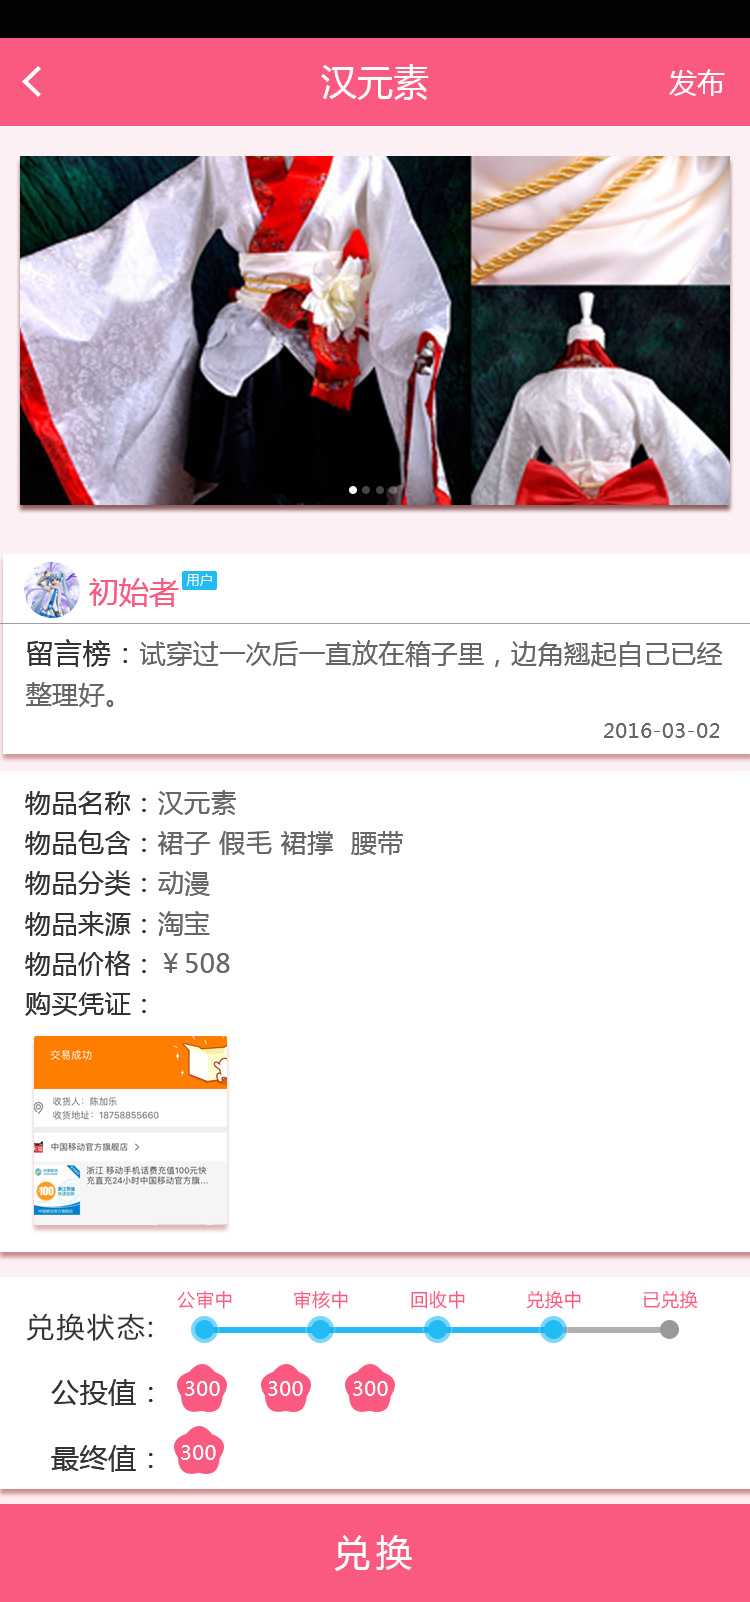 汉元素
发布
初始者 用户
留言榜：试穿过一次后一直放在箱子里，边角翘起自己已经
整理好。
2016-03-02
物品名称：汉元素
物品包含：裙子 假毛 裙撑 腰带
物品分类：动漫
物品来源：淘宝
物品价格：￥508
购买凭证：
交易成功
收货人：陈加乐
收货地址：18758855660
中国移动官方旗舰店 >
浙江 移动手机话费充值100元快
充直充24小时中国移动官方旗...
100
公审中 审核中 回收中 兑换中 已兑换
兑换状态:
公投值： 300 300 300
最终值： 300
兑换